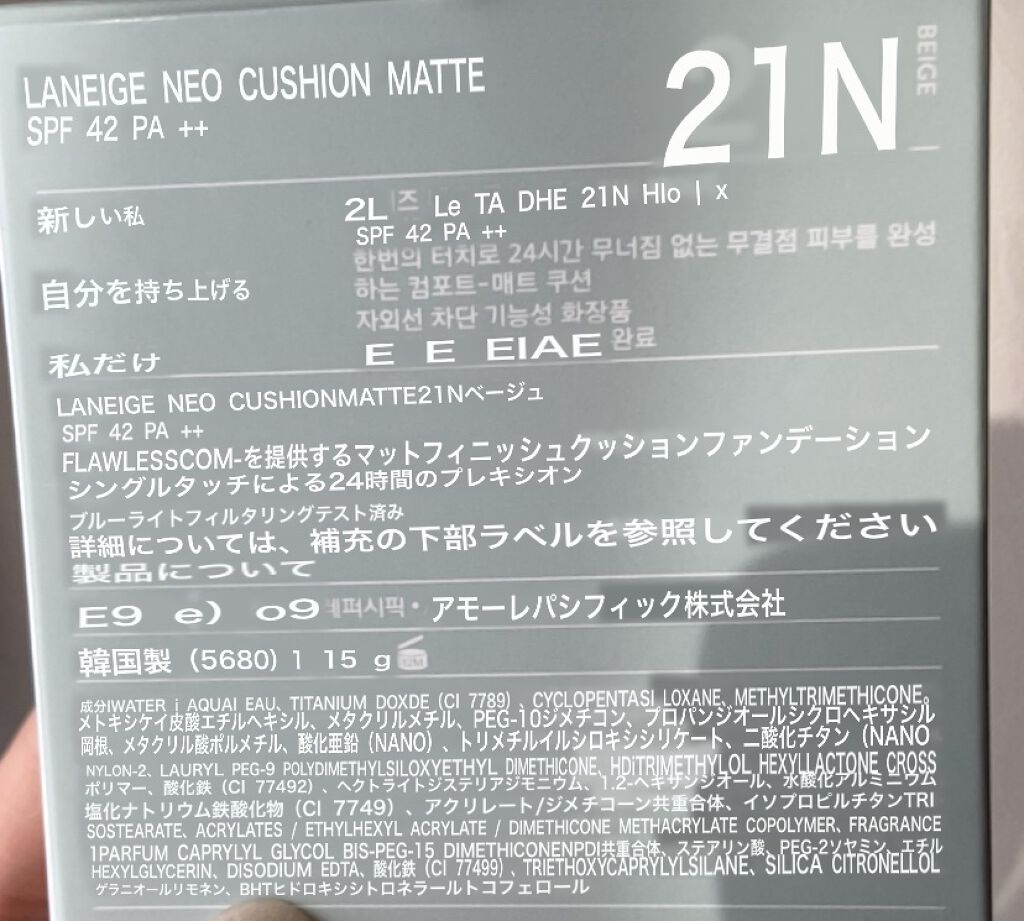 LANEIGE NEO CUSHION MATTE
SPF 42 PA ++
21N
BEIGE
新しい私
自分を持ち上げる
私だけ
2L 즈 Le TA DHE 21N Hlo | x
SPF 42 PA ++
한번의 터치로 24시간 무너짐 없는 무결점 피부를 완성
하는 컴포트-매트 쿠션
자외선 차단 기능성 화장품
E E EIAE 완료
LANEIGE NEO CUSHIONMATTE21Nベージュ
SPF 42 PA ++
FLAWLESSCOM-を提供するマットフィニッシュクッションファンデーション
シングルタッチによる24時間のプレキシオン
ブルーライトフィルタリングテスト済み
詳細については、補充の下部ラベルを参照してください
製品について
E9 e) o9레퍼시픽・アモーレパシフィック株式会社
韓国製（5680）1 15 g 12M
成分IWATER i AQUAI EAU、TITANIUM DOXDE（CI 7789）、CYCLOPENTASI LOXANE、METHYLTRIMETHICONE。
メトキシケイ皮酸エチルヘキシル、メタクリルメチル、PEG-10ジメチコン、プロパンジオールシクロヘキサシル
岡根、メタクリル酸ポルメチル、酸化亜鉛（NANO）、トリメチルイルシロキシシリケート、二酸化チタン（NANO
NYLON-2、LAURYL PEG-9 POLYDIMETHYLSILOXYETHYL DIMETHICONE、HDiTRIMETHYLOL HEXYLLACTONE CROSS
ポリマー、酸化鉄（CI 77492）、ヘクトライトジステリアジモニウム、1.2-ヘキサンジオール、水酸化アルミニウム
塩化ナトリウム鉄酸化物（CI 7749）、アクリレート/ジメチコーン共重合体、イソプロピルチタンTRI
SOSTEARATE、ACRYLATES / ETHYLHEXYL ACRYLATE / DIMETHICONE METHACRYLATE COPOLYMER、FRAGRANCE
1PARFUM CAPRYLYL GLYCOL BIS-PEG-15 DIMETHICONENPDI共重合体、ステアリン酸、PEG-2ソヤミン、エチル
HEXYLGLYCERIN、DISODIUM EDTA、酸化鉄（CI 77499）、TRIETHOXYCAPRYLYLSILANE、SILICA CITRONELLOL
ゲラニオールリモネン、BHTヒドロキシシトロネラールトコフェロール